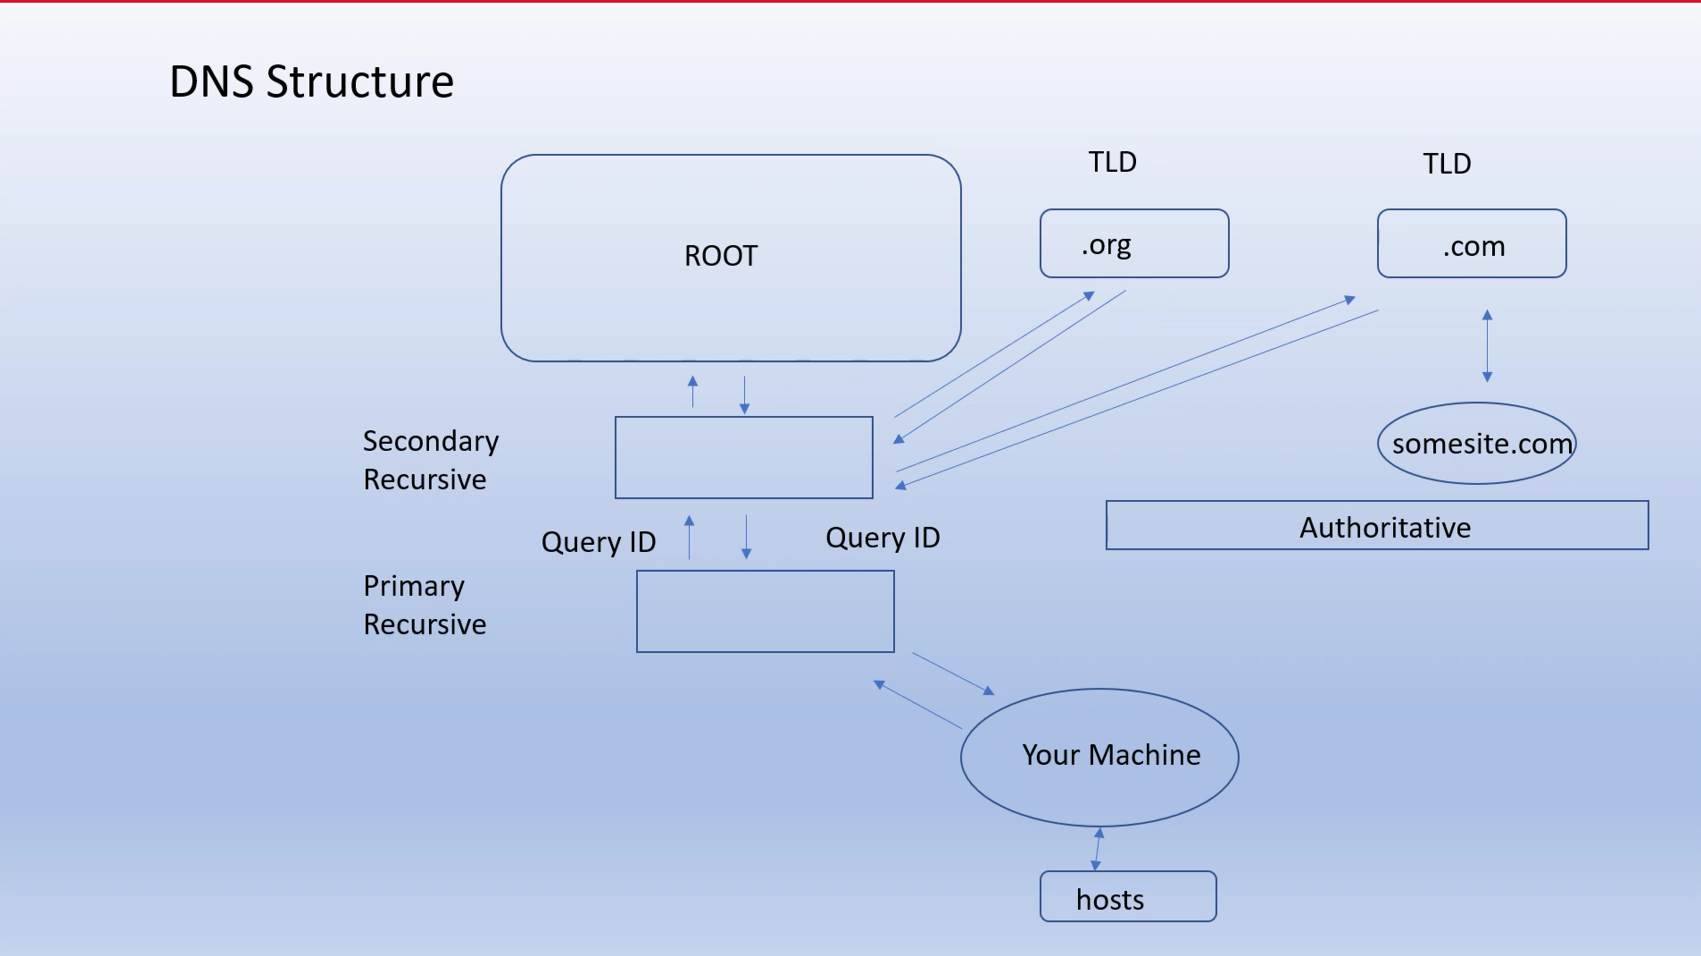 DNS Structure
TLD
TLD
ROOT
.org
.com
Secondary
Recursive
somesite.com
Authoritative
Query ID
Query ID
Primary
Recursive
Your Machine
hosts